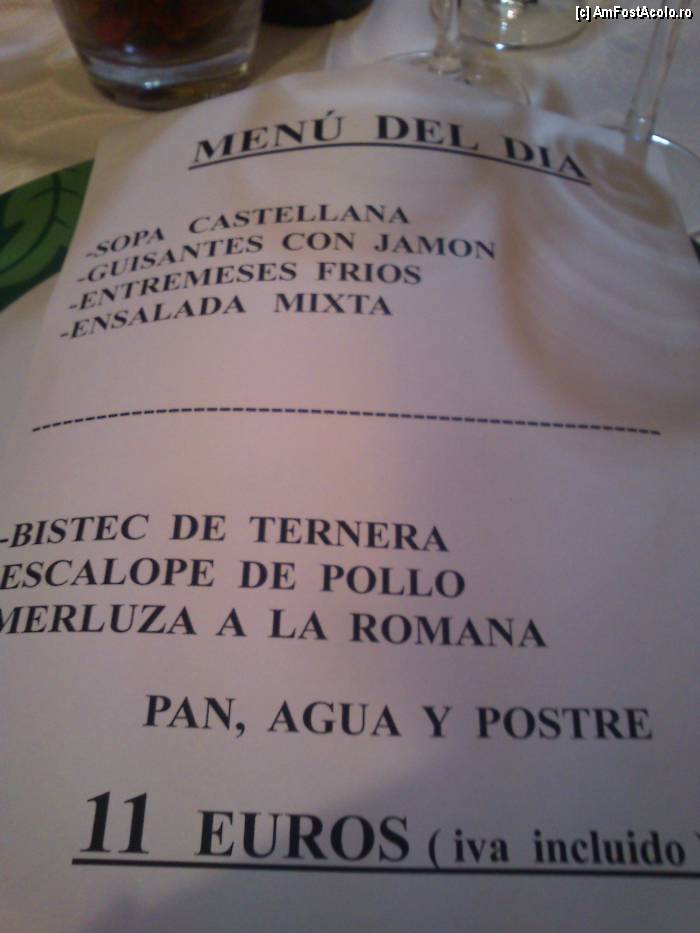 [c] AmFostAcolo.ro
MENÚ DEL DIA
-SOPA CASTELLANA
-GUISANTES CON JAMON
-ENTREMESES FRIOS
-ENSALADA MIXTA
-BISTEC DE TERNERA
ESCALOPE DE POLLO
MERLUZA A LA ROMANA
PAN, AGUA Y POSTRE
11 EUROS ( iva incluido )